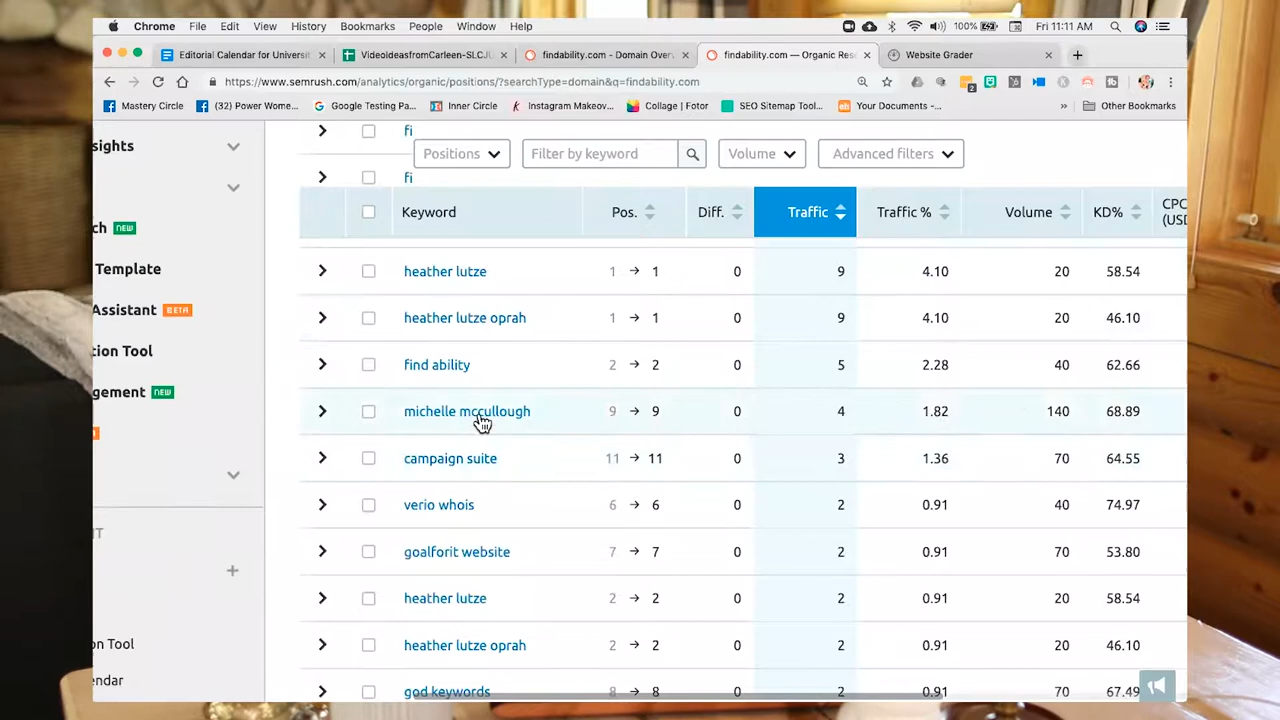 Chrome File Edit View History Bookmarks People Window Help 100% Fri 11:11 AM
Editorial Calendar for Universi VideoIdeasfromCarleen-SLCJU findability.com - Domain Over findability.com — Organic Res Website Grader
https://www.semrush.com/analytics/organic/positions/?searchType=domain&q=findability.com
Mastery Circle (32) Power Wome... Google Testing Pa... Inner Circle Instagram Makeov... Collage | Fotor SEO Sitemap Tool... Your Documents -... » Other Bookmarks
sights
ch NEW
Template
Assistant BETA
tion Tool
gement NEW
NT
on Tool
endar
fi
Positions Filter by keyword Volume Advanced filters
fi
Keyword Pos. Diff. Traffic Traffic % Volume KD% CPC
(USD
heather lutze 1 → 1 0 9 4.10 20 58.54
heather lutze oprah 1 → 1 0 9 4.10 20 46.10
find ability 2 → 2 0 5 2.28 40 62.66
michelle mccullough 9 → 9 0 4 1.82 140 68.89
campaign suite 11 → 11 0 3 1.36 70 64.55
verio whois 6 → 6 0 2 0.91 40 74.97
goalforit website 7 → 7 0 2 0.91 70 53.80
heather lutze 2 → 2 0 2 0.91 20 58.54
heather lutze oprah 2 → 2 0 2 0.91 20 46.10
god keywords 8 → 8 0 2 0.91 70 67.49